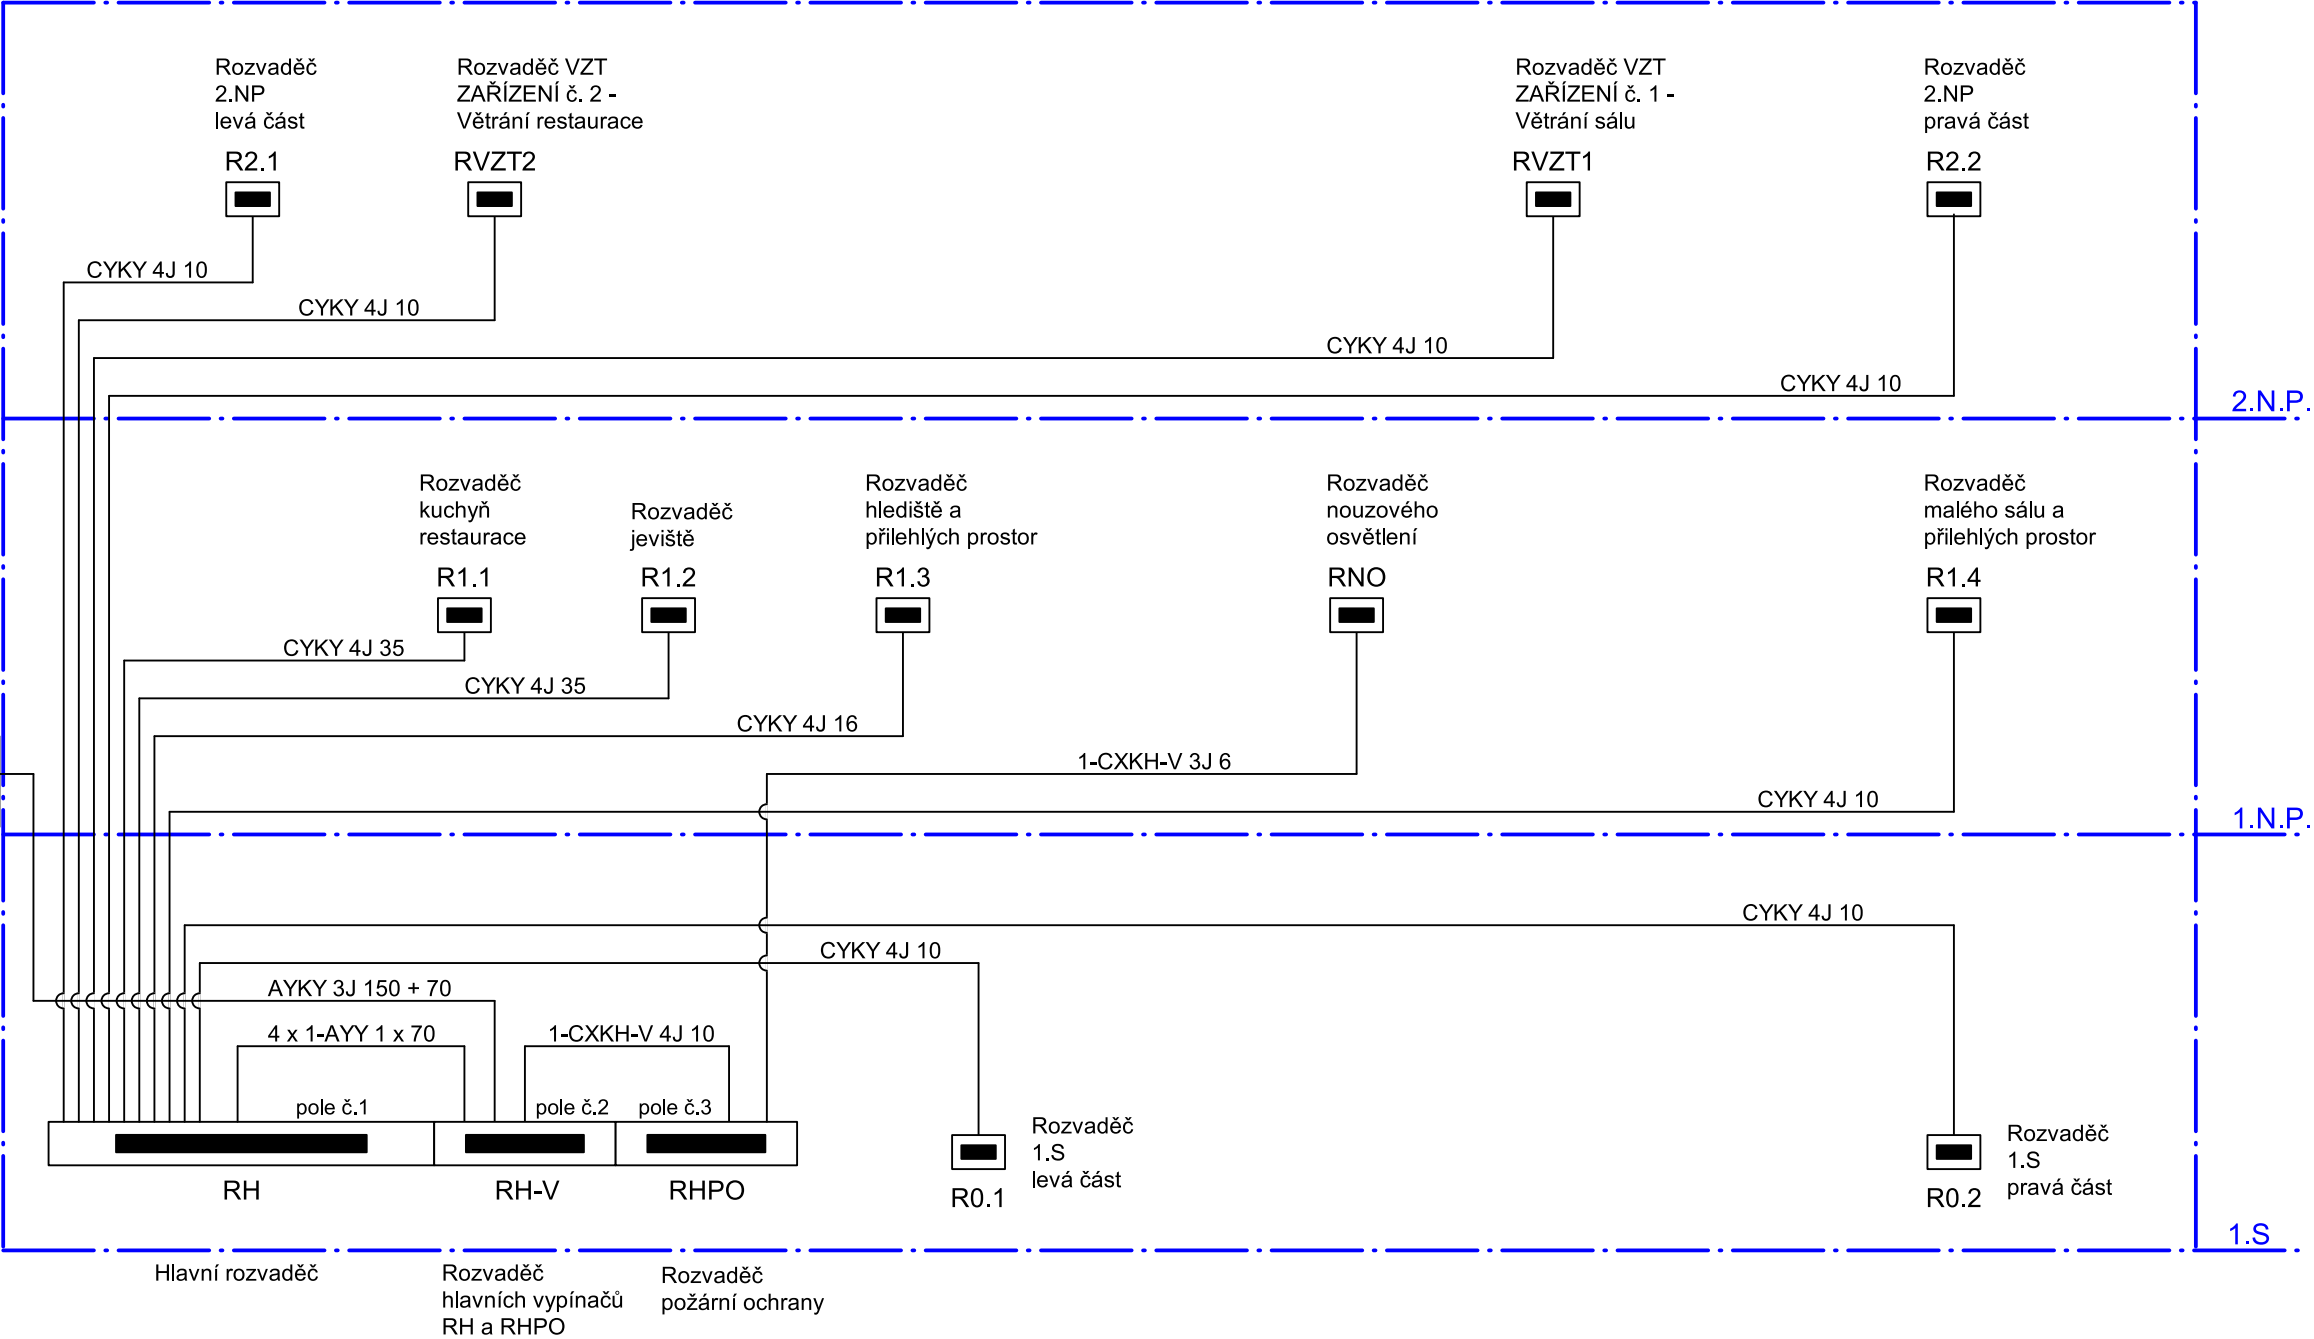 Rozvaděč
2.NP
levá část
R2.1
Rozvaděč VZT
ZAŘÍZENÍ č. 2 -
Větrání restaurace
RVZT2
Rozvaděč VZT
ZAŘÍZENÍ č. 1 -
Větrání sálu
RVZT1
Rozvaděč
2.NP
pravá část
R2.2
CYKY 4J 10
CYKY 4J 10
CYKY 4J 10
CYKY 4J 10
2.N.P.
Rozvaděč
kuchyň
restaurace
R1.1
Rozvaděč
jeviště
R1.2
Rozvaděč
hlediště a
přilehlých prostor
R1.3
Rozvaděč
nouzového
osvětlení
RNO
Rozvaděč
malého sálu a
přilehlých prostor
R1.4
CYKY 4J 35
CYKY 4J 35
CYKY 4J 16
1-CXKH-V 3J 6
CYKY 4J 10
1.N.P.
CYKY 4J 10
CYKY 4J 10
AYKY 3J 150 + 70
4 x 1-AYY 1 x 70
1-CXKH-V 4J 10
pole č.1
pole č.2
pole č.3
RH
RH-V
RHPO
Rozvaděč
1.S
levá část
R0.1
Rozvaděč
1.S
pravá část
R0.2
1.S
Hlavní rozvaděč
Rozvaděč
hlavních vypínačů
RH a RHPO
Rozvaděč
požární ochrany